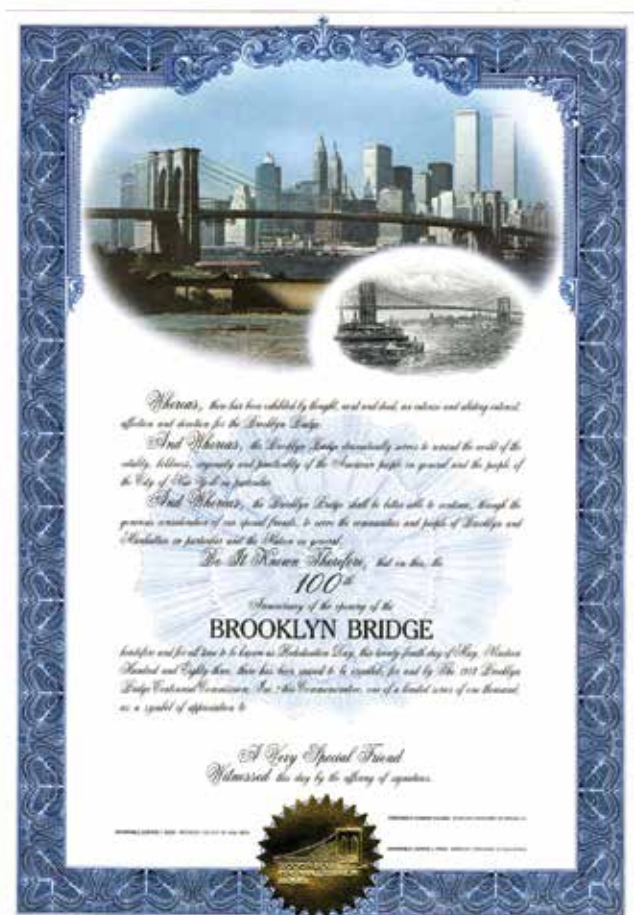 Whereas, there has been exhibited by thought, word and deed, an intense and abiding interest,
affection and devotion for the Brooklyn Bridge.
And Whereas, the Brooklyn Bridge dramatically serves to remind the world of the
vitality, boldness, ingenuity and practicality of the American people in general and the people of
the City of New York in particular.
And Whereas, the Brooklyn Bridge shall be better able to continue, through the
generous consideration of our special friends, to serve the communities and people of Brooklyn and
Manhattan in particular and the Nation in general.
Be It Known Therefore, that on this, the
100th
Anniversary of the opening of the
BROOKLYN BRIDGE
heretofore and for all time to be known as Rededication Day, this twenty-fourth day of May, Nineteen
Hundred and Eighty-three, there has been caused to be created, for and by The 1983 Brooklyn
Bridge Centennial Commission, Inc., this Commemorative, one of a limited series of one thousand,
as a symbol of appreciation to
A Very Special Friend
Witnessed this day by the affixing of signatures.